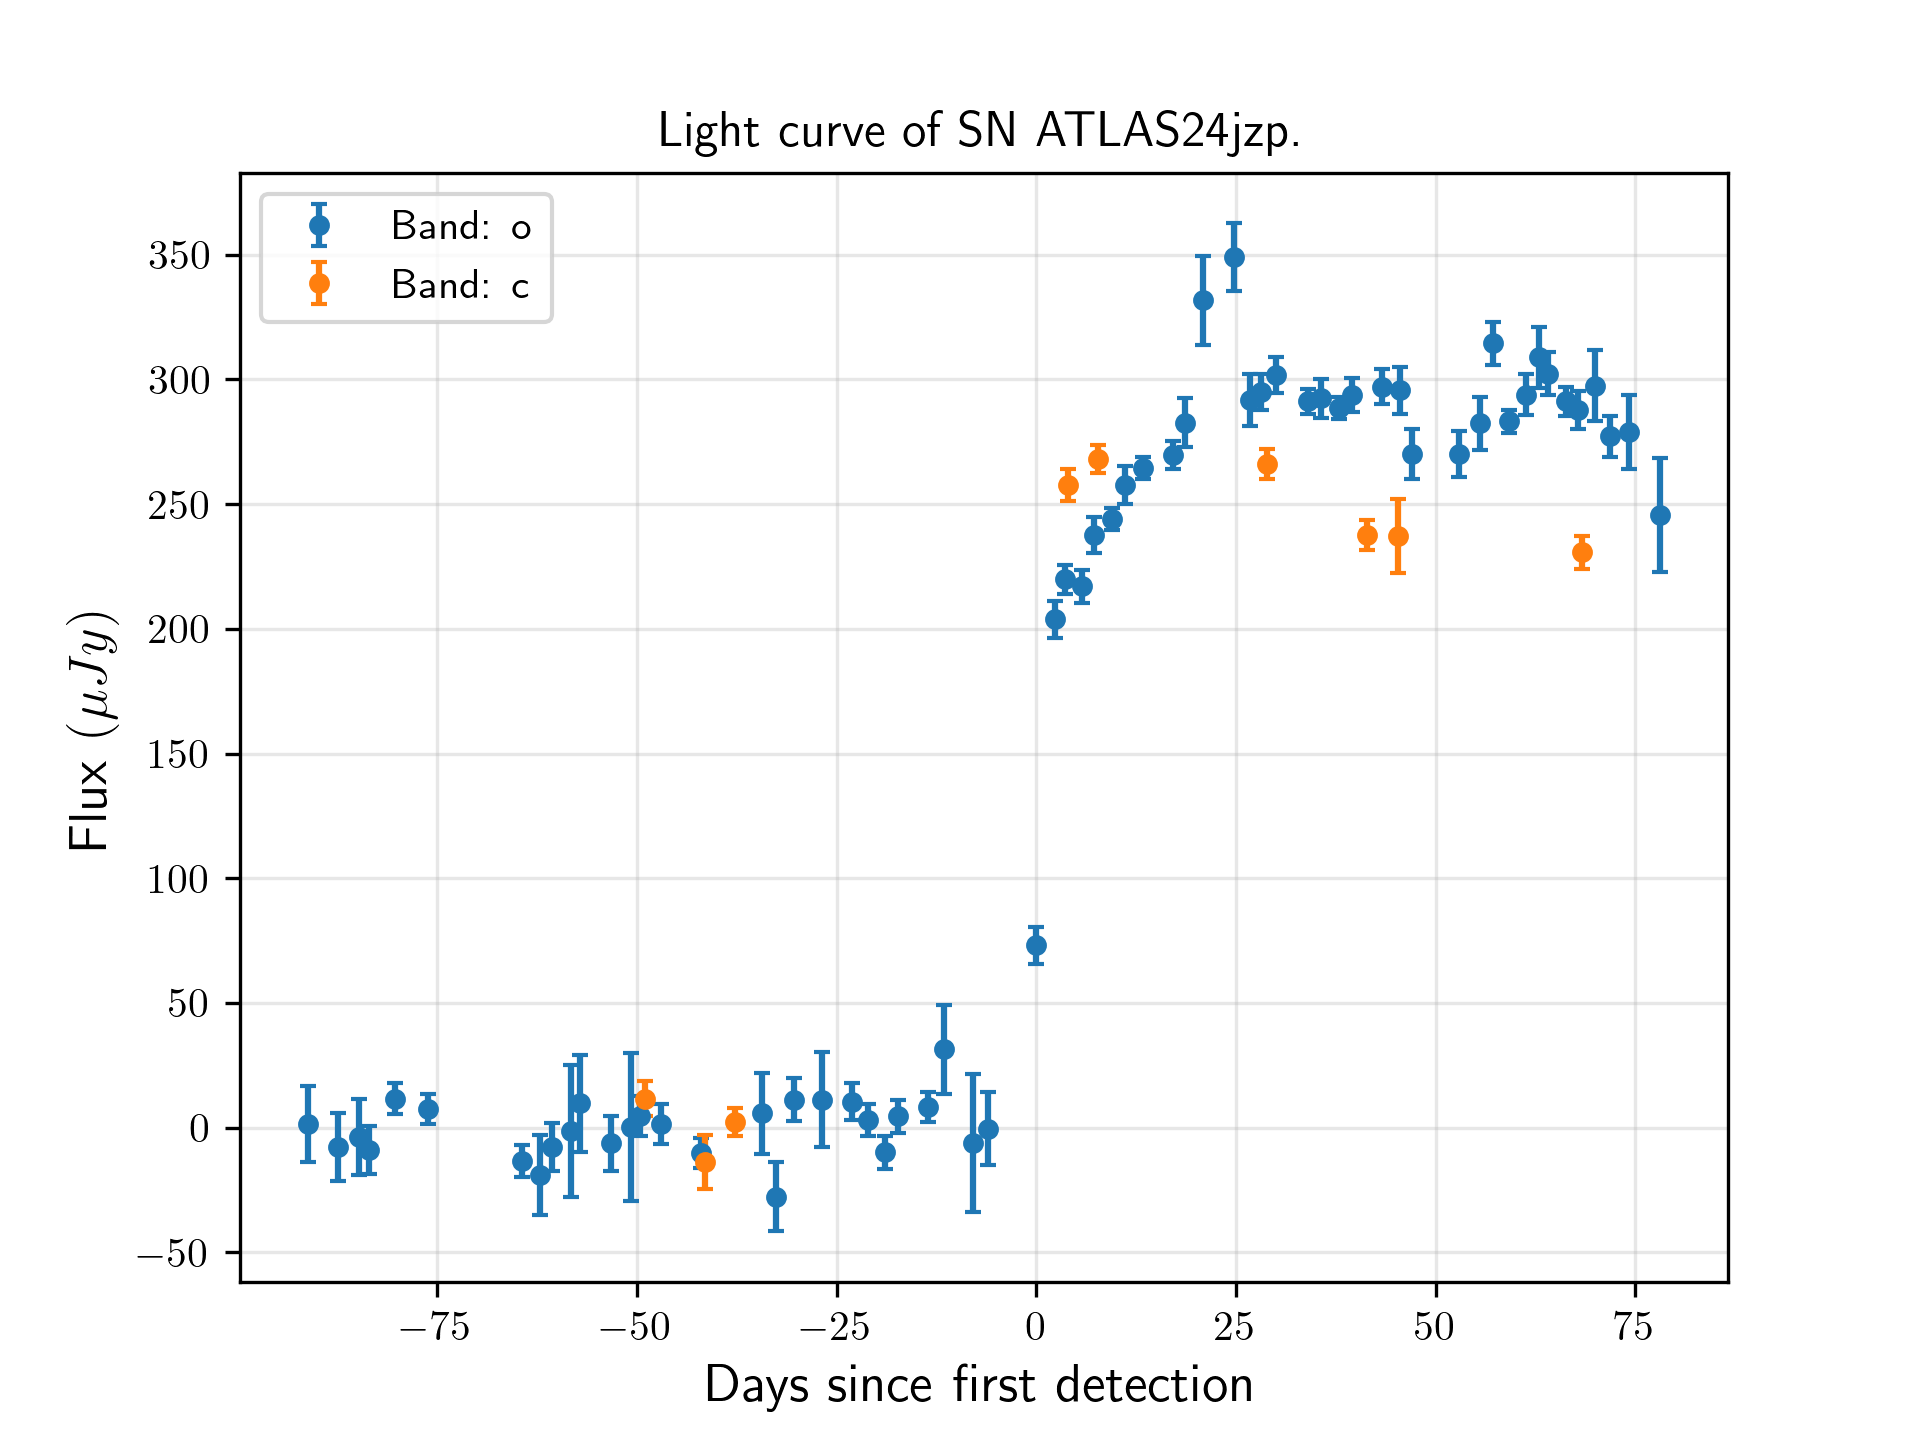 Light curve of SN ATLAS24jzp.
Band: o
Band: c
350
300
250
200
150
100
50
0
−50
Flux (μJy)
−75 −50 −25 0 25 50 75
Days since first detection